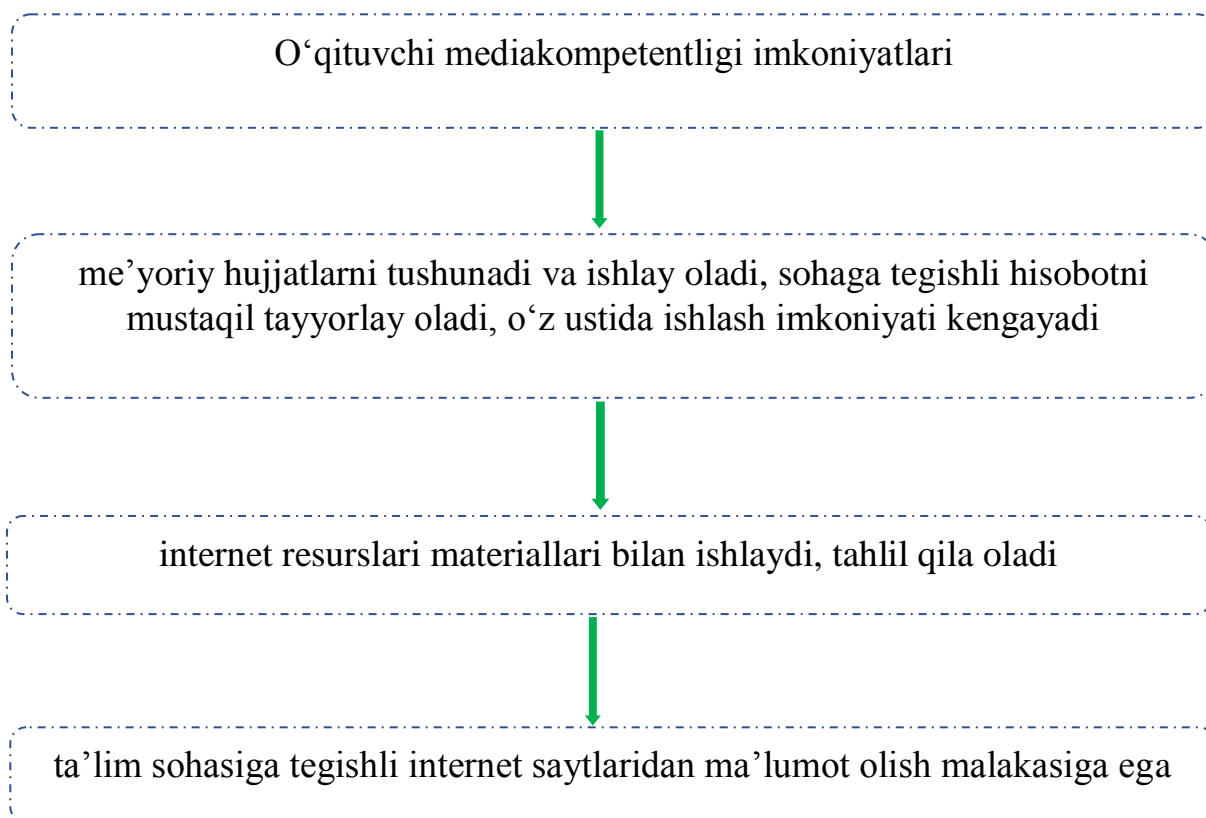 O‘qituvchi mediakompetentligi imkoniyatlari
me’yoriy hujjatlarni tushunadi va ishlay oladi, sohaga tegishli hisobotni
mustaqil tayyorlay oladi, o‘z ustida ishlash imkoniyati kengayadi
internet resurslari materiallari bilan ishlaydi, tahlil qila oladi
ta’lim sohasiga tegishli internet saytlaridan ma’lumot olish malakasiga ega